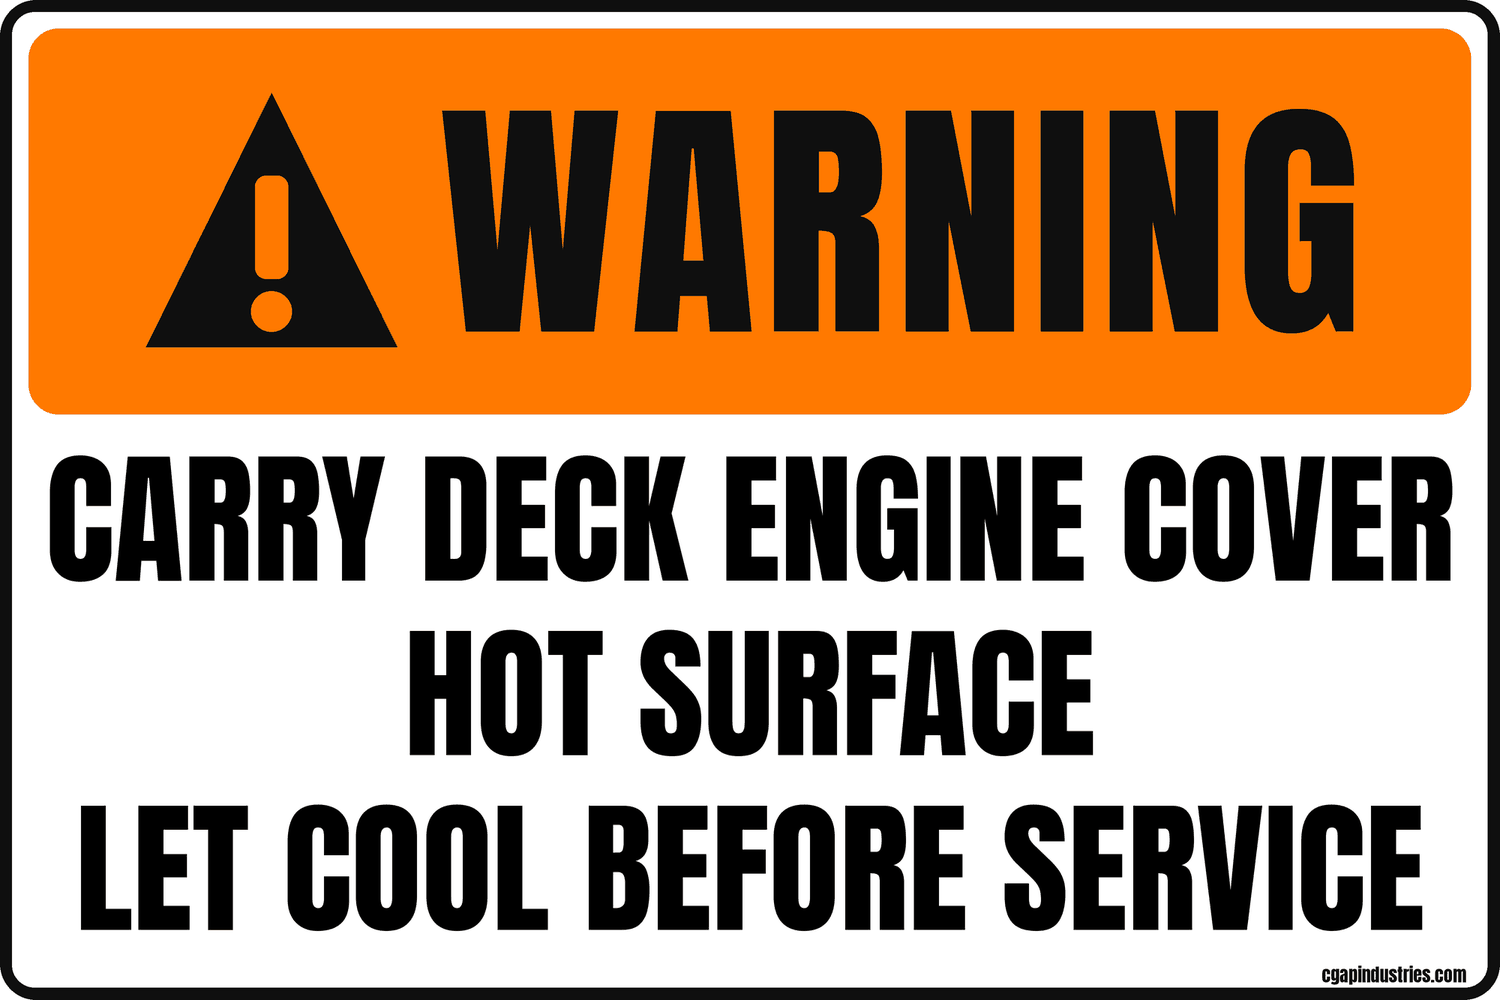 WARNING
CARRY DECK ENGINE COVER
HOT SURFACE
LET COOL BEFORE SERVICE
cgapindustries.com